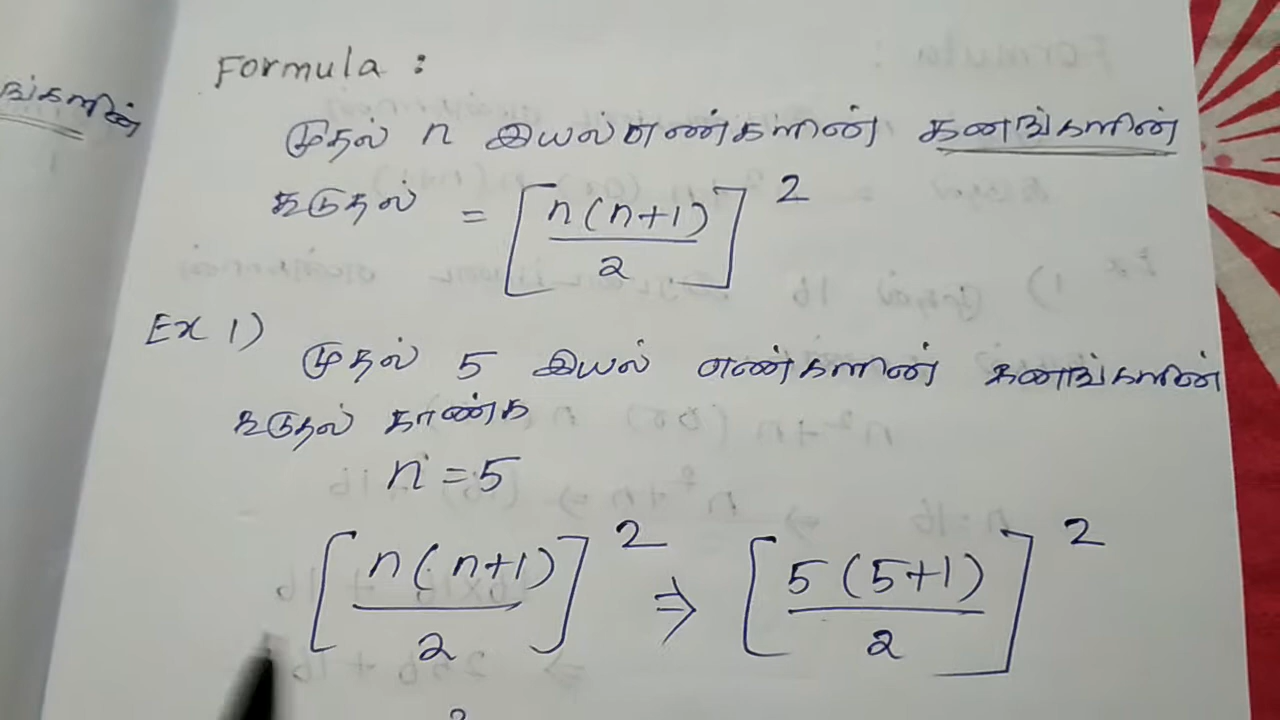 ங்களின்
Formula :
முதல் n இயல்எண்களின் கனங்களின்
கூடுதல் = [n(n+1)/2]²
Ex 1)
முதல் 5 இயல் எண்களின் கனங்களின்
கூடுதல் காண்க
n = 5
[n(n+1)/2]² ⇒ [5(5+1)/2]²